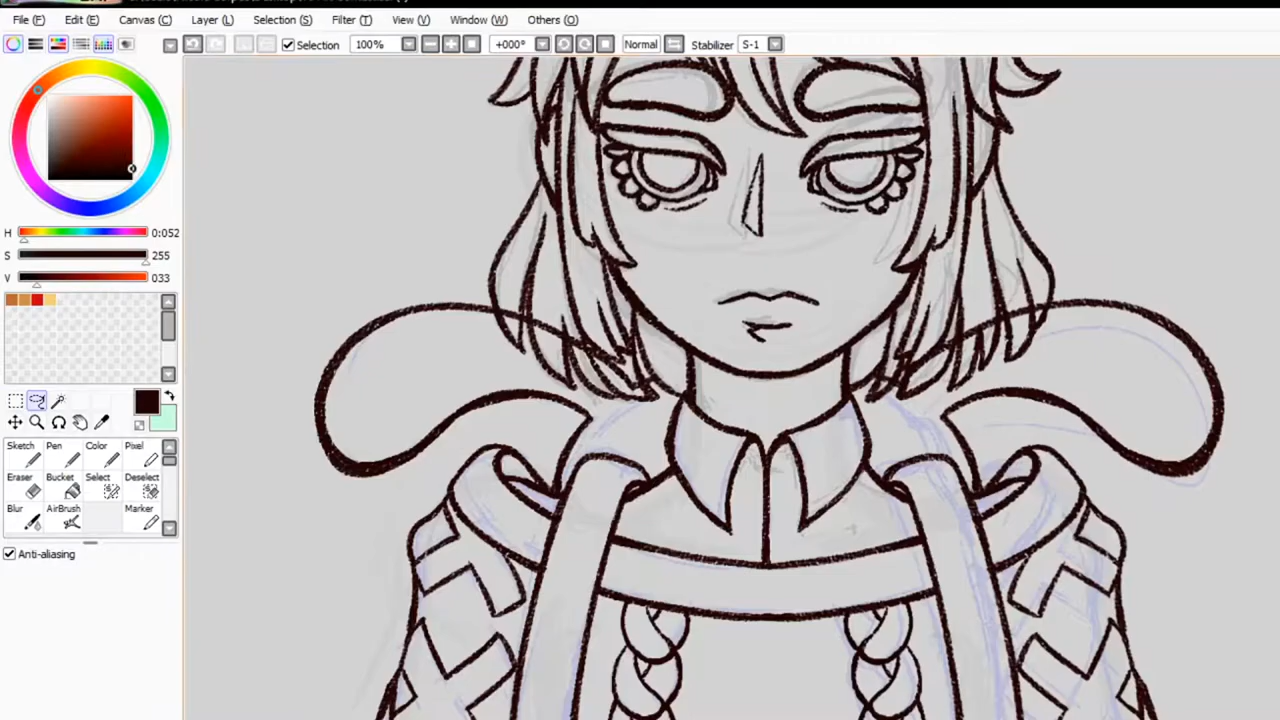 File (F) Edit (E) Canvas (C) Layer (L) Selection (S) Filter (T) View (V) Window (W) Others (O)
Selection 100% +000° Normal Stabilizer S-1
H 0:052
S 255
V 033
Sketch Pen Color Pixel
Eraser Bucket Select Deselect
Blur AirBrush Marker
Anti-aliasing